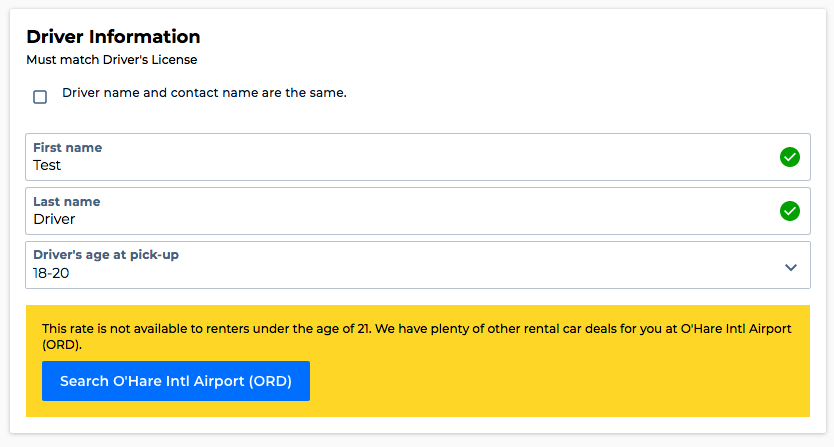 Driver Information
Must match Driver's License
Driver name and contact name are the same.
First name
Test
Last name
Driver
Driver's age at pick-up
18-20
This rate is not available to renters under the age of 21. We have plenty of other rental car deals for you at O'Hare Intl Airport
(ORD).
Search O'Hare Intl Airport (ORD)